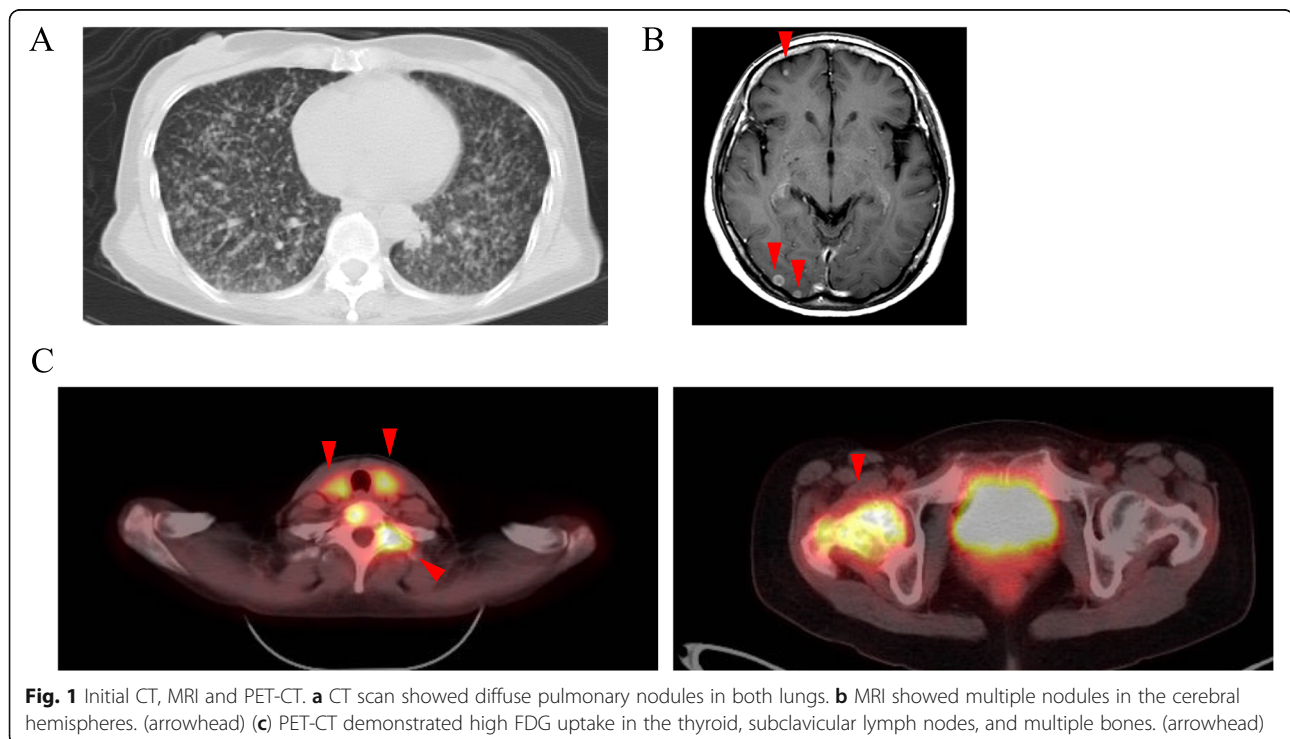 A
B
C
Fig. 1 Initial CT, MRI and PET-CT. a CT scan showed diffuse pulmonary nodules in both lungs. b MRI showed multiple nodules in the cerebral
hemispheres. (arrowhead) (c) PET-CT demonstrated high FDG uptake in the thyroid, subclavicular lymph nodes, and multiple bones. (arrowhead)